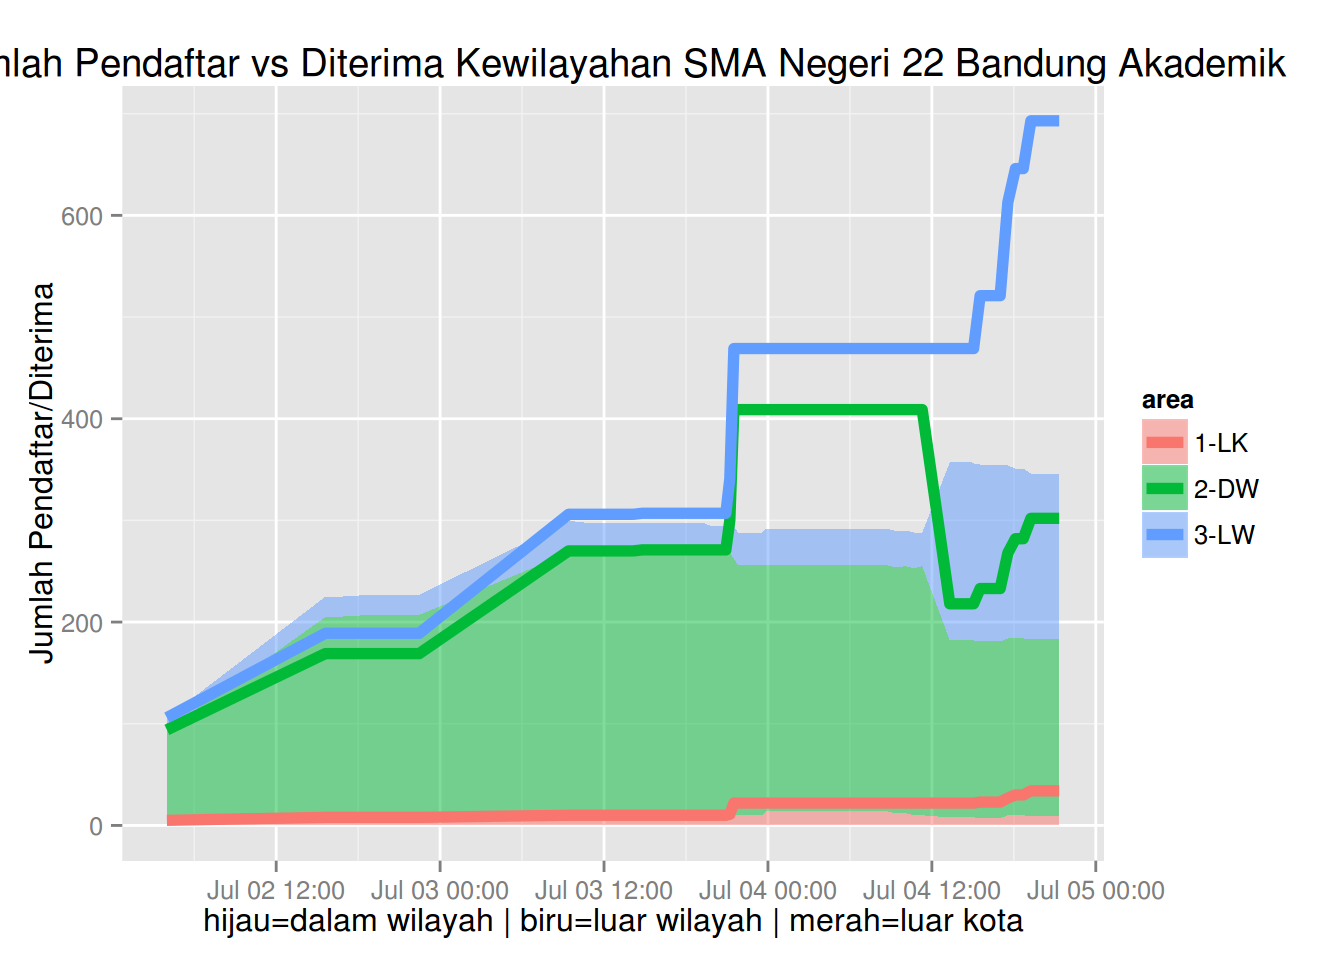 Pendaftar vs Diterima Kewilayahan SMA Negeri 22 Bandung Akademik
Jumlah Pendaftar/Diterima
600
400
200
0
area
1-LK
2-DW
3-LW
Jul 02 12:00 Jul 03 00:00 Jul 03 12:00 Jul 04 00:00 Jul 04 12:00 Jul 05 00:00
hijau=dalam wilayah | biru=luar wilayah | merah=luar kota